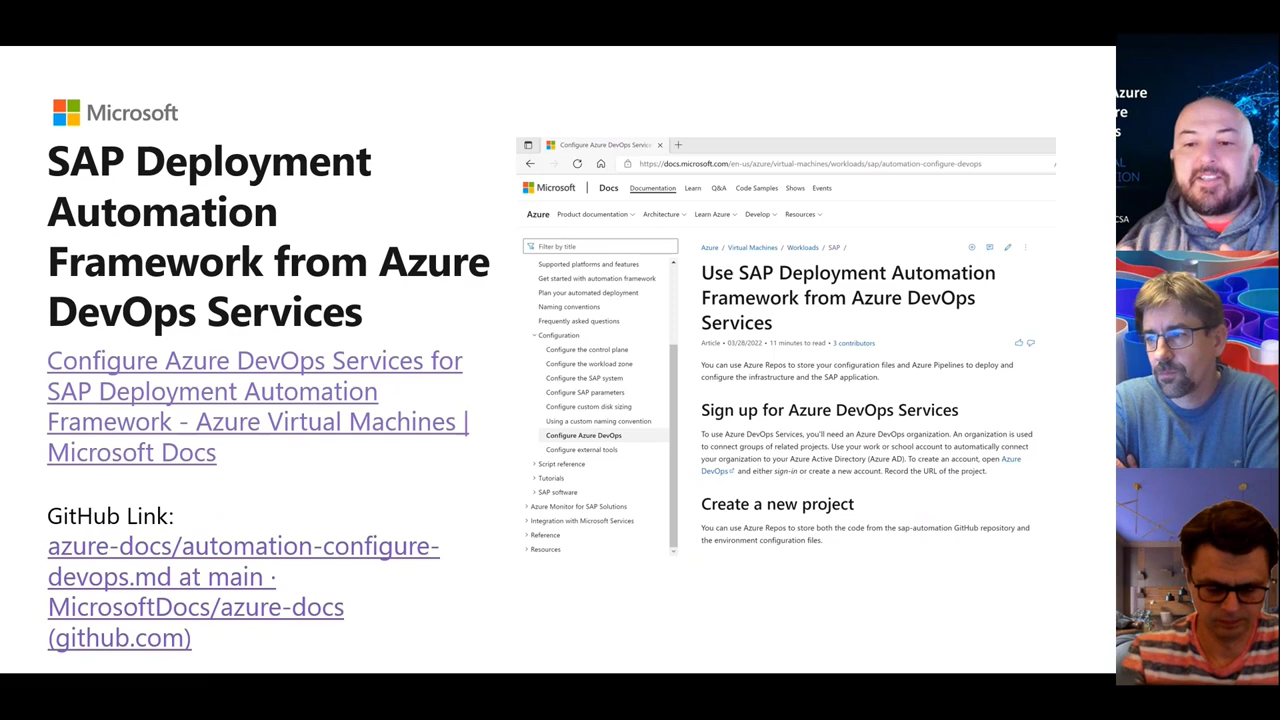 Microsoft
SAP Deployment
Automation
Framework from Azure
DevOps Services
Configure Azure DevOps Services for
SAP Deployment Automation
Framework - Azure Virtual Machines |
Microsoft Docs
GitHub Link:
azure-docs/automation-configure-
devops.md at main ·
MicrosoftDocs/azure-docs
(github.com)
Configure Azure DevOps Service
https://docs.microsoft.com/en-us/azure/virtual-machines/workloads/sap/automation-configure-devops
Microsoft | Docs Documentation Learn Q&A Code Samples Shows Events
Azure Product documentation Architecture Learn Azure Develop Resources
Filter by title
Supported platforms and features
Get started with automation framework
Plan your automated deployment
Naming conventions
Frequently asked questions
Configuration
Configure the control plane
Configure the workload zone
Configure the SAP system
Configure SAP parameters
Configure custom disk sizing
Using a custom naming convention
Configure Azure DevOps
Configure external tools
Script reference
Tutorials
SAP software
Azure Monitor for SAP Solutions
Integration with Microsoft Services
Reference
Resources
Azure / Virtual Machines / Workloads / SAP /
Use SAP Deployment Automation
Framework from Azure DevOps
Services
Article • 03/28/2022 • 11 minutes to read • 3 contributors
You can use Azure Repos to store your configuration files and Azure Pipelines to deploy and
configure the infrastructure and the SAP application.
Sign up for Azure DevOps Services
To use Azure DevOps Services, you'll need an Azure DevOps organization. An organization is used
to connect groups of related projects. Use your work or school account to automatically connect
your organization to your Azure Active Directory (Azure AD). To create an account, open Azure
DevOps and either sign-in or create a new account. Record the URL of the project.
Create a new project
You can use Azure Repos to store both the code from the sap-automation GitHub repository and
the environment configuration files.
Azure
CSA